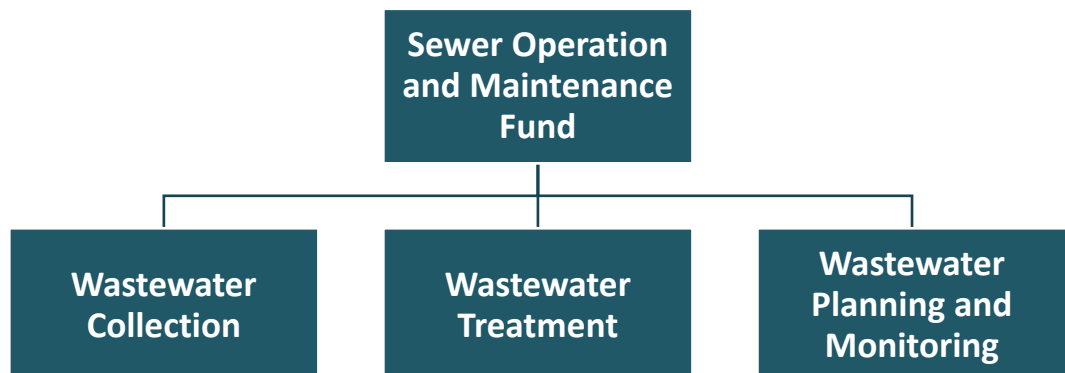 Sewer Operation
and Maintenance
Fund
Wastewater
Collection
Wastewater
Treatment
Wastewater
Planning and
Monitoring